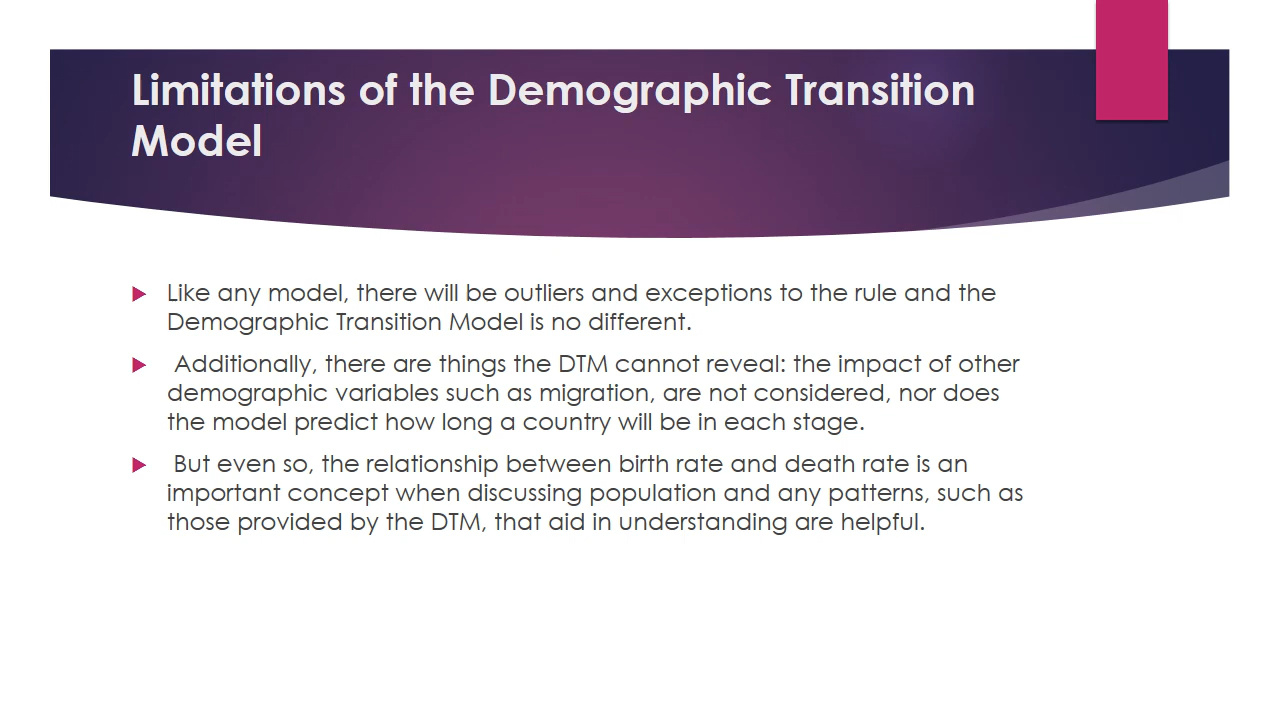 Limitations of the Demographic Transition
Model
Like any model, there will be outliers and exceptions to the rule and the
Demographic Transition Model is no different.
Additionally, there are things the DTM cannot reveal: the impact of other
demographic variables such as migration, are not considered, nor does
the model predict how long a country will be in each stage.
But even so, the relationship between birth rate and death rate is an
important concept when discussing population and any patterns, such as
those provided by the DTM, that aid in understanding are helpful.